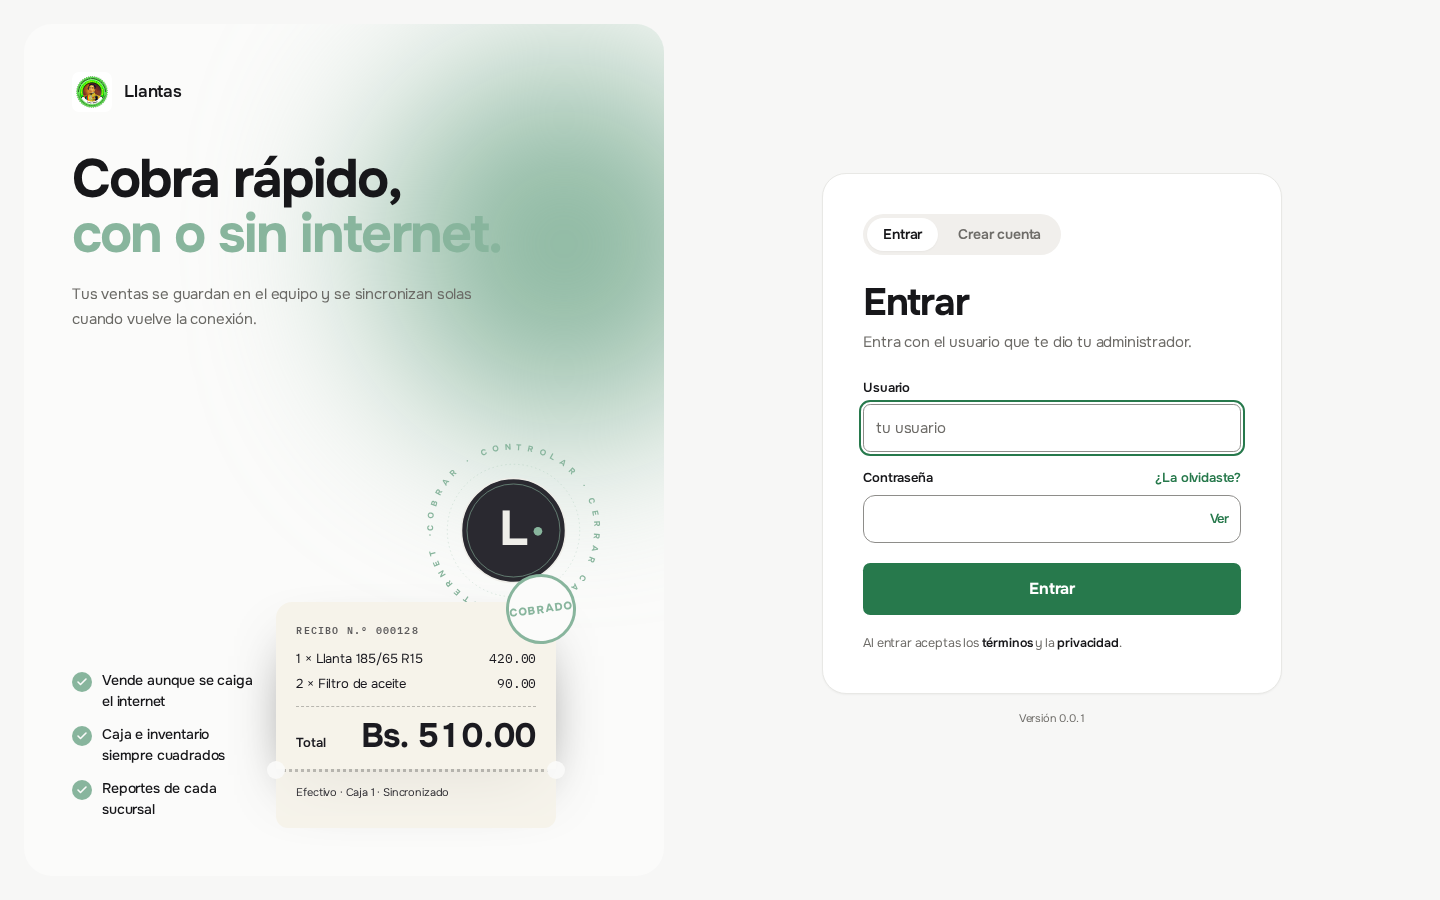 Llantas
Cobra rápido,
con o sin internet.
Tus ventas se guardan en el equipo y se sincronizan solas
cuando vuelve la conexión.
Vende aunque se caiga
el internet
Caja e inventario
siempre cuadrados
Reportes de cada
sucursal
· COBRAR · CONTROLAR · CERRAR CA
TERNET
L
COBRADO
RECIBO N.º 000128
1 × Llanta 185/65 R15 420.00
2 × Filtro de aceite 90.00
Total Bs. 510.00
Efectivo · Caja 1 · Sincronizado
Entrar Crear cuenta
Entrar
Entra con el usuario que te dio tu administrador.
Usuario
tu usuario
Contraseña ¿La olvidaste?
Ver
Entrar
Al entrar aceptas los términos y la privacidad.
Versión 0.0.1